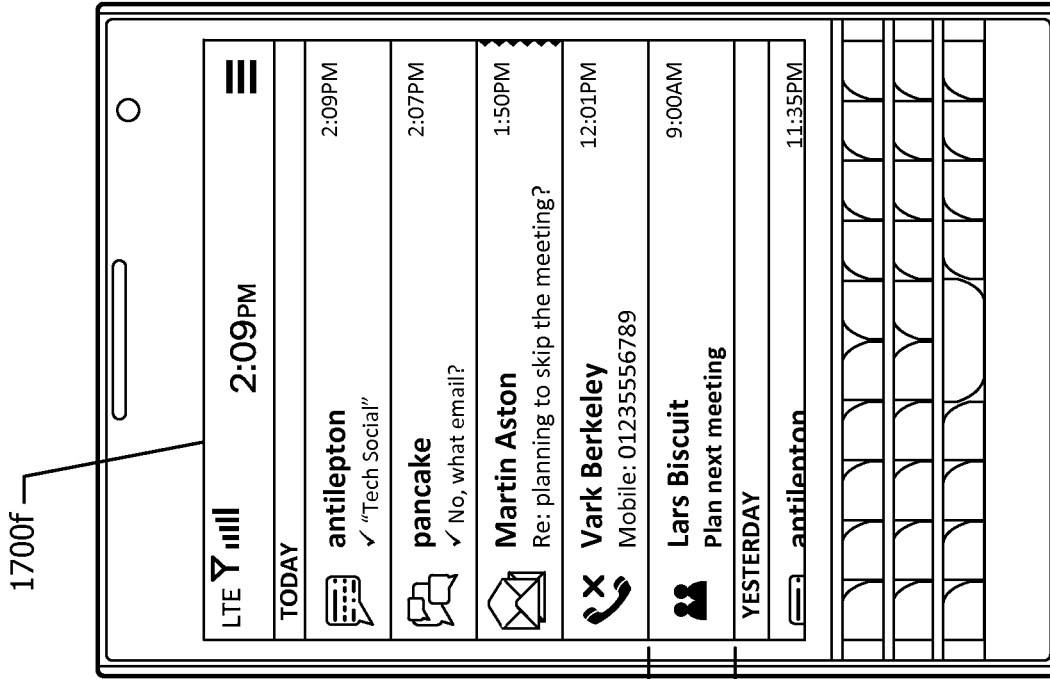 1700f
LTE 2:09PM
TODAY
antilepton
✓ “Tech Social” 2:09PM
pancake
✓ No, what email? 2:07PM
Martin Aston
Re: planning to skip the meeting? 1:50PM
Vark Berkeley
Mobile: 01235556789 12:01PM
Lars Biscuit
Plan next meeting 9:00AM
YESTERDAY
antilepton 11:35PM